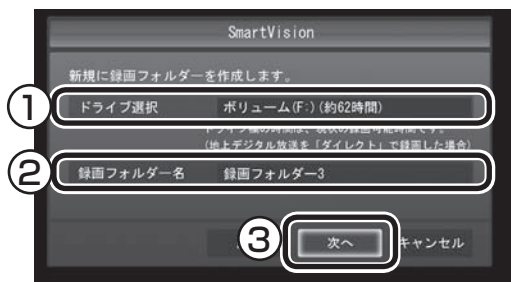 SmartVision
新規に録画フォルダーを作成します。
① ドライブ選択 ボリューム(F:)(約62時間)
ドライブ欄の時間は、現状の録画可能時間です。
(地上デジタル放送を「ダイレクト」で録画した場合)
② 録画フォルダー名 録画フォルダー3
③ 次へ キャンセル